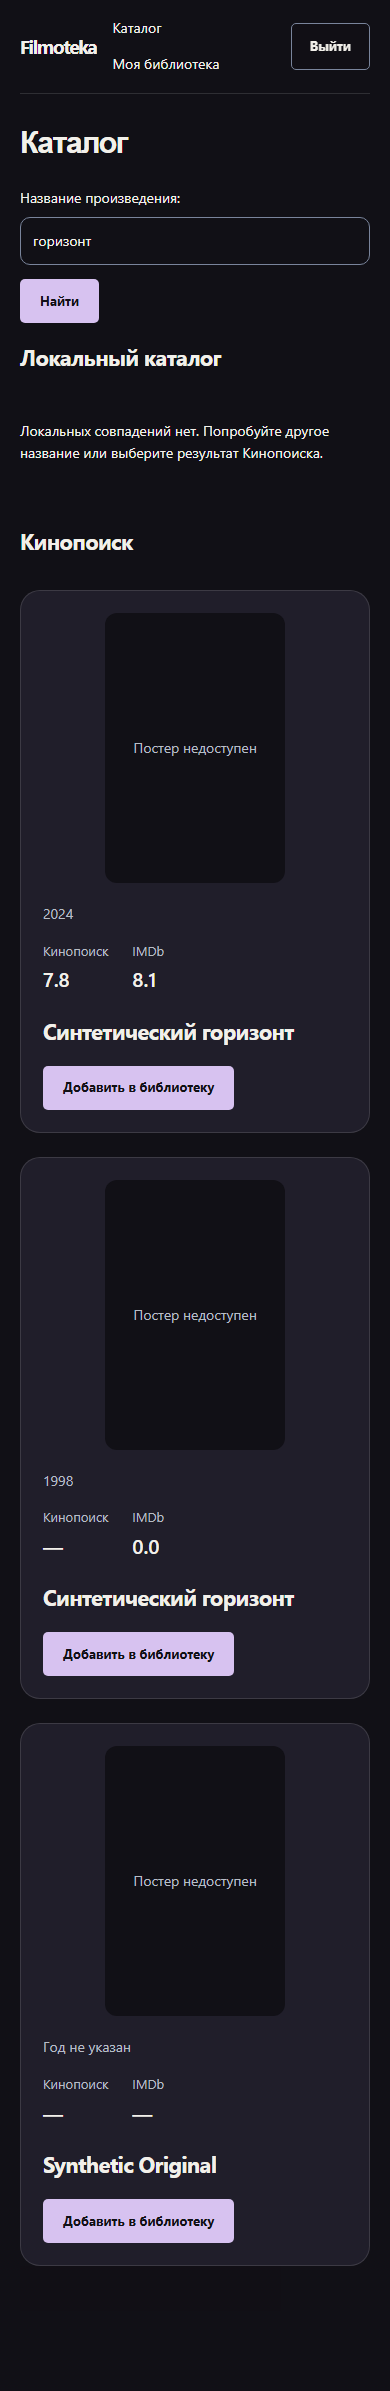 Filmoteka
Каталог
Моя библиотека
Выйти
Каталог
Название произведения:
горизонт
Найти
Локальный каталог
Локальных совпадений нет. Попробуйте другое
название или выберите результат Кинопоиска.
Кинопоиск
Постер недоступен
2024
Кинопоиск IMDb
7.8 8.1
Синтетический горизонт
Добавить в библиотеку
Постер недоступен
1998
Кинопоиск IMDb
— 0.0
Синтетический горизонт
Добавить в библиотеку
Постер недоступен
Год не указан
Кинопоиск IMDb
— —
Synthetic Original
Добавить в библиотеку